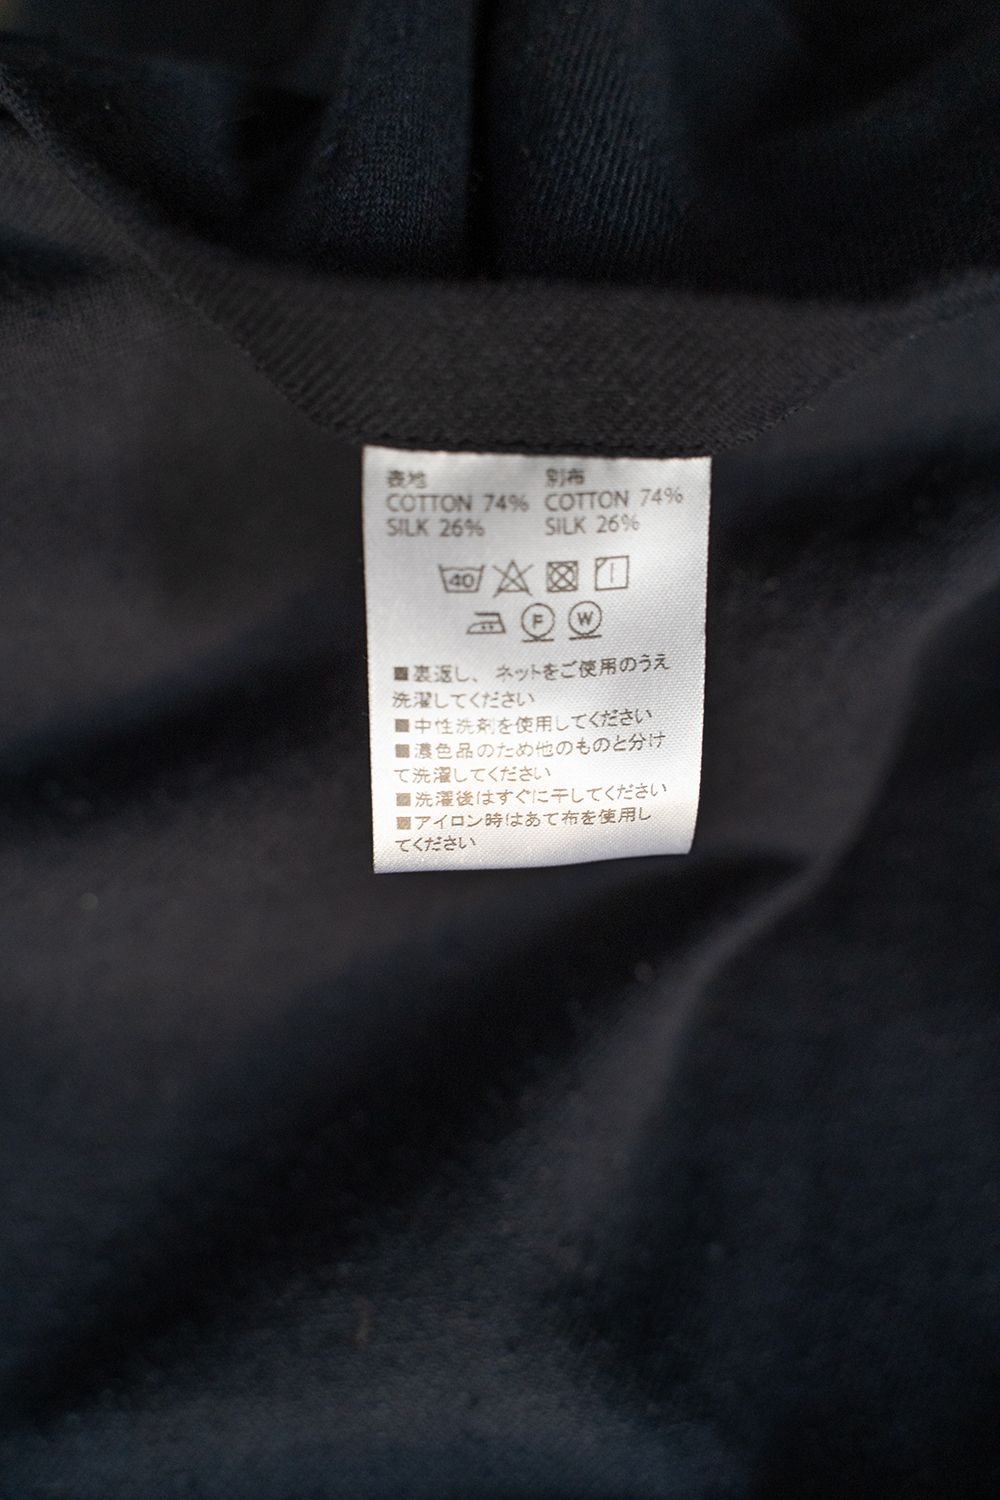 表地 別布
COTTON 74% COTTON 74%
SILK 26% SILK 26%
40
F W
■裏返し、ネットをご使用のうえ
洗濯してください
■中性洗剤を使用してください
■濃色品のため他のものと分け
て洗濯してください
■洗濯後はすぐに干してください
■アイロン時はあて布を使用し
てください